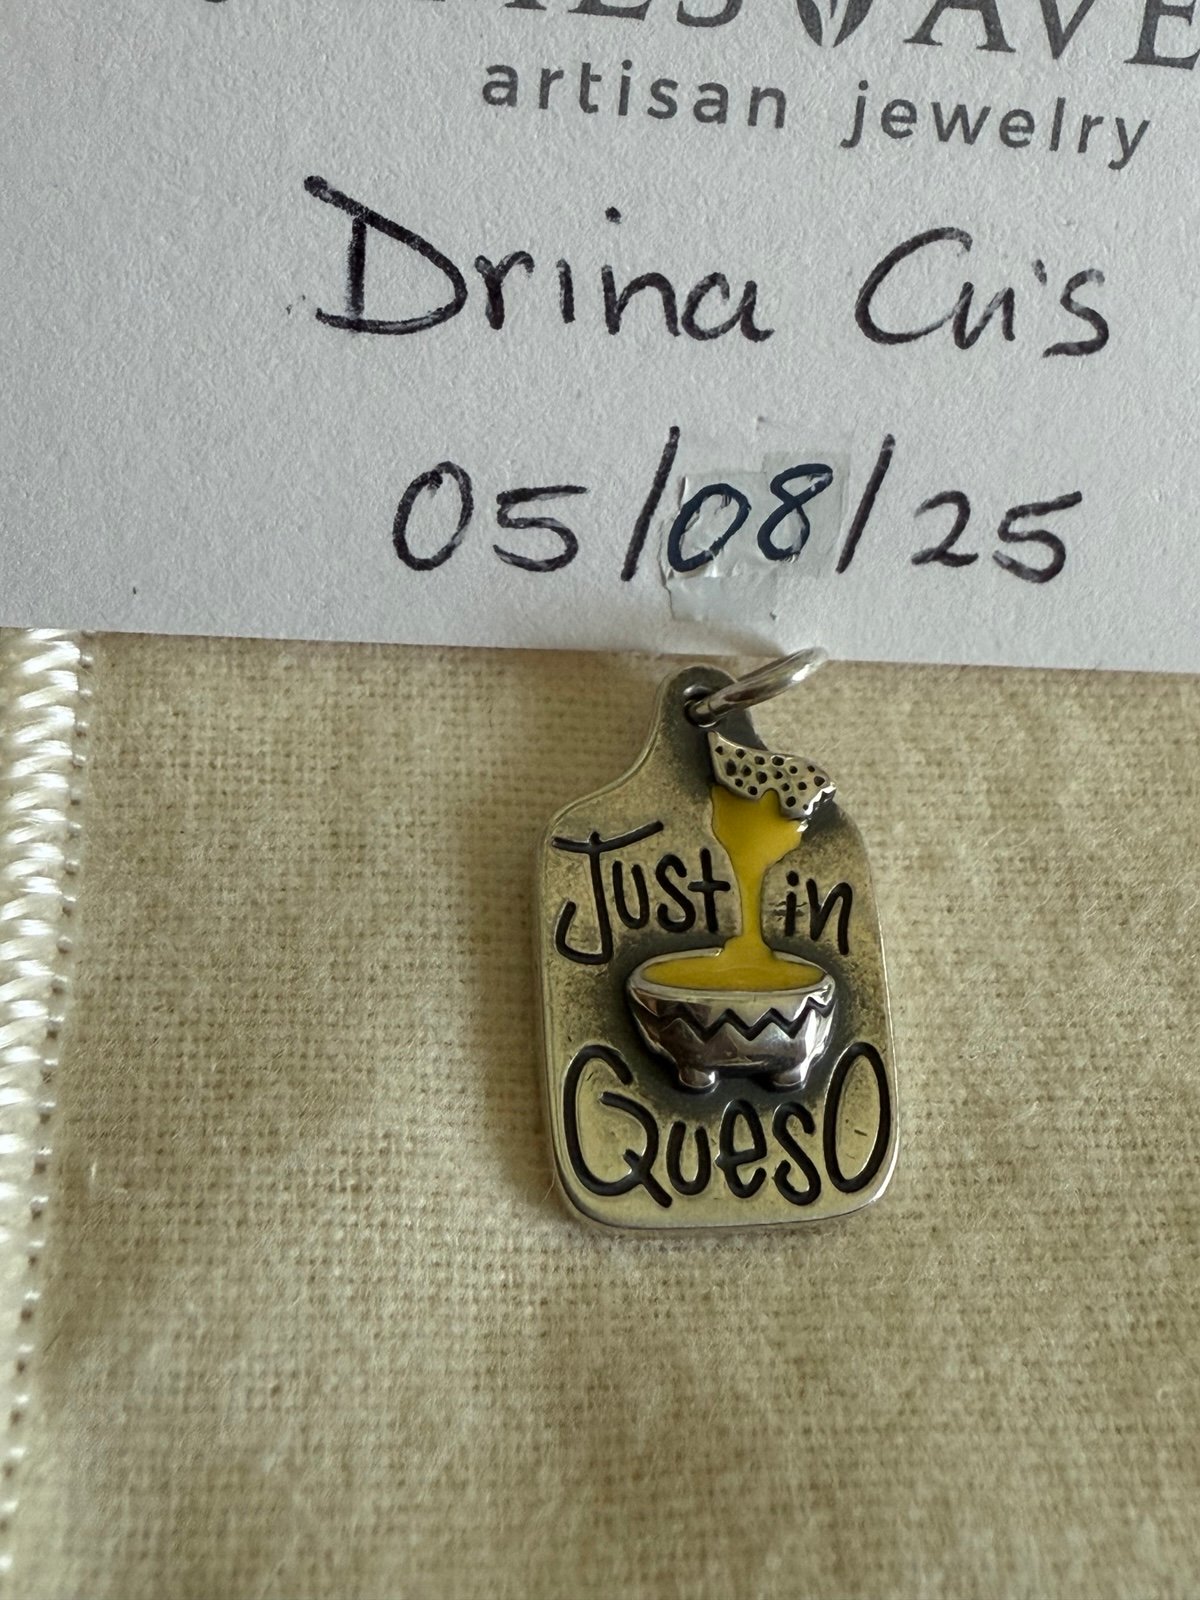 artisan jewelry
Drina Cu's
05/08/25
Just in
Queso